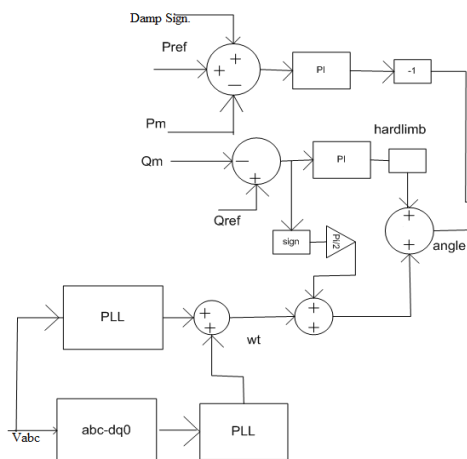 Damp Sign.
Pref
+
+
−
PI
-1
Pm
hardlimb
Qm
−
+
PI
Qref
sign
PI/2
+
+
angle
PLL
+
+
wt
+
+
Vabc
abc-dq0
PLL